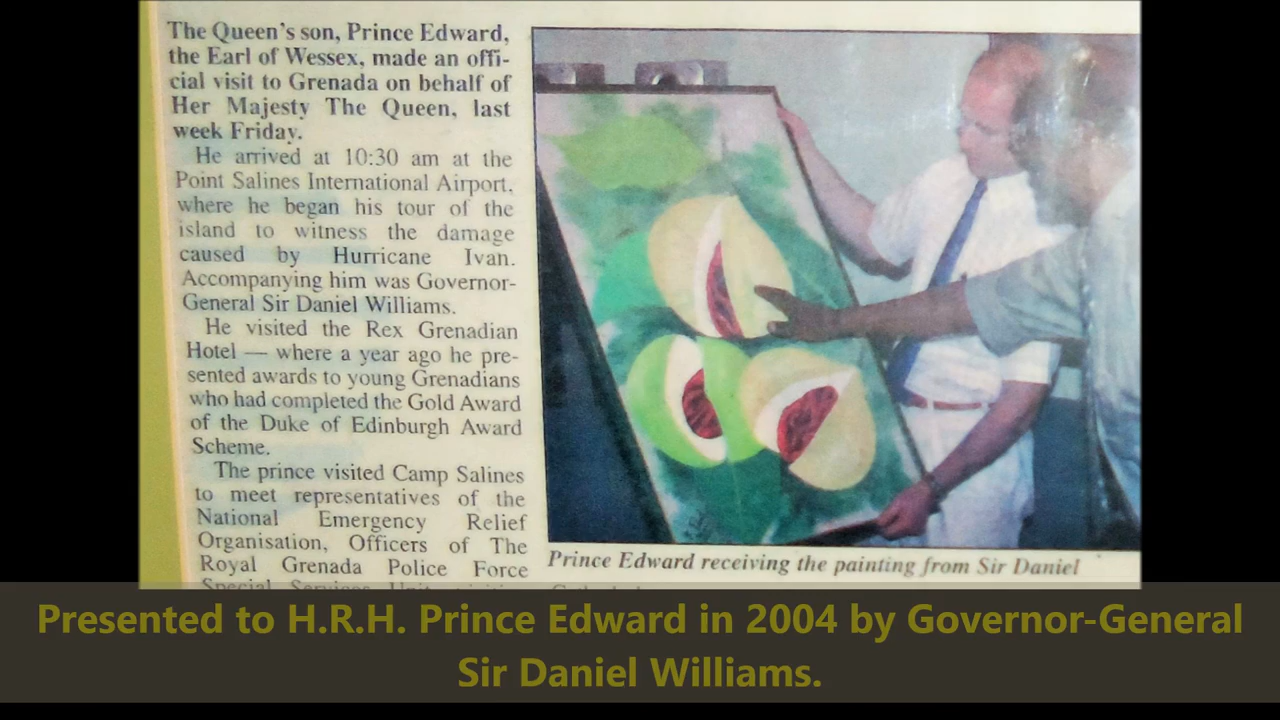 The Queen's son, Prince Edward,
the Earl of Wessex, made an offi-
cial visit to Grenada on behalf of
Her Majesty The Queen, last
week Friday.
He arrived at 10:30 am at the
Point Salines International Airport,
where he began his tour of the
island to witness the damage
caused by Hurricane Ivan.
Accompanying him was Governor-
General Sir Daniel Williams.
He visited the Rex Grenadian
Hotel — where a year ago he pre-
sented awards to young Grenadians
who had completed the Gold Award
of the Duke of Edinburgh Award
Scheme.
The prince visited Camp Salines
to meet representatives of the
National Emergency Relief
Organisation, Officers of The
Royal Grenada Police Force
Special Services Unit
Prince Edward receiving the painting from Sir Daniel
Presented to H.R.H. Prince Edward in 2004 by Governor-General
Sir Daniel Williams.